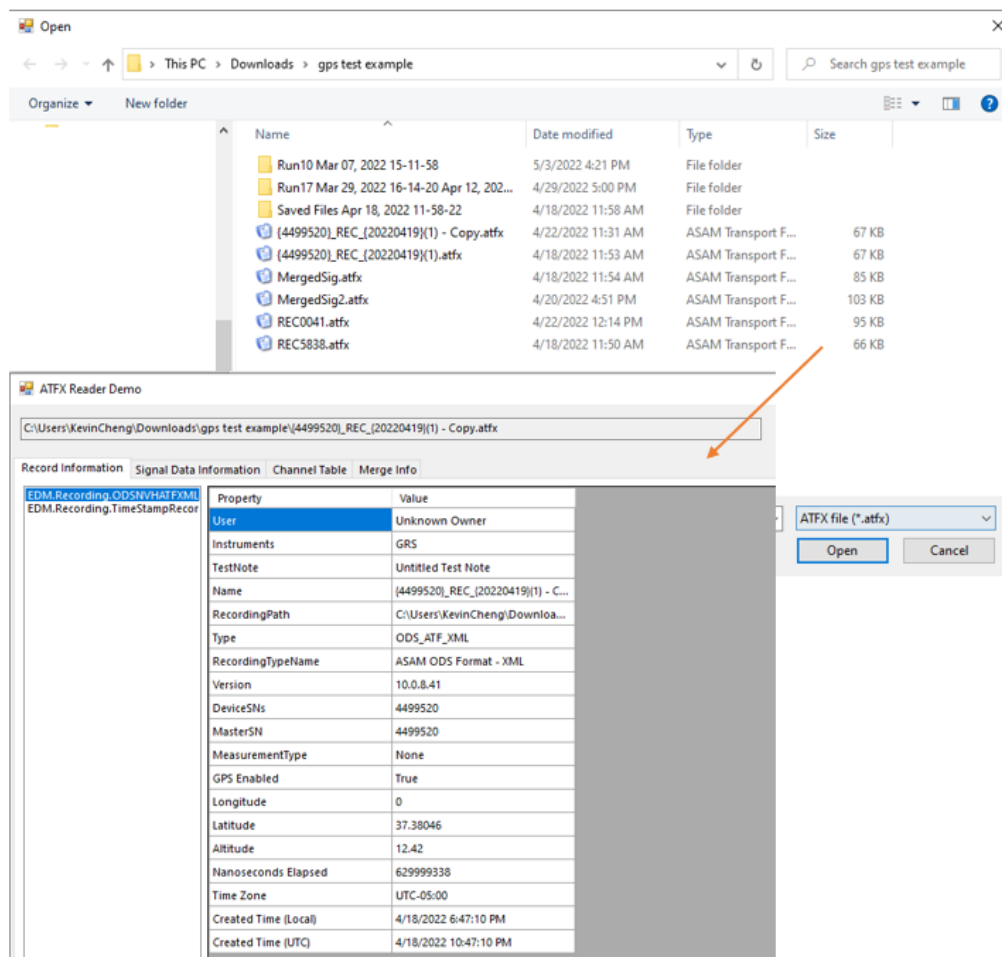 Open
This PC > Downloads > gps test example
Search gps test example
Organize New folder
Name Date modified Type Size
Run10 Mar 07, 2022 15-11-58 5/3/2022 4:21 PM File folder
Run17 Mar 29, 2022 16-14-20 Apr 12, 202... 4/29/2022 5:00 PM File folder
Saved Files Apr 18, 2022 11-58-22 4/18/2022 11:58 AM File folder
{4499520}_REC_{20220419}(1) - Copy.atfx 4/22/2022 11:31 AM ASAM Transport F... 67 KB
{4499520}_REC_{20220419}(1).atfx 4/18/2022 11:53 AM ASAM Transport F... 67 KB
MergedSig.atfx 4/18/2022 11:54 AM ASAM Transport F... 85 KB
MergedSig2.atfx 4/20/2022 4:51 PM ASAM Transport F... 103 KB
REC0041.atfx 4/22/2022 12:14 PM ASAM Transport F... 95 KB
REC5838.atfx 4/18/2022 11:50 AM ASAM Transport F... 66 KB
ATFX Reader Demo
C:\Users\KevinCheng\Downloads\gps test example\{4499520}_REC_{20220419}(1) - Copy.atfx
Record Information Signal Data Information Channel Table Merge Info
EDM.Recording.ODSNVHATFXML
EDM.Recording.TimeStampRecor
Property Value
User Unknown Owner
Instruments GRS
TestNote Untitled Test Note
Name {4499520}_REC_{20220419}(1) - C...
RecordingPath C:\Users\KevinCheng\Downloa...
Type ODS_ATF_XML
RecordingTypeName ASAM ODS Format - XML
Version 10.0.8.41
DeviceSNs 4499520
MasterSN 4499520
MeasurementType None
GPS Enabled True
Longitude 0
Latitude 37.38046
Altitude 12.42
Nanoseconds Elapsed 629999338
Time Zone UTC-05:00
Created Time (Local) 4/18/2022 6:47:10 PM
Created Time (UTC) 4/18/2022 10:47:10 PM
ATFX file (*.atfx)
Open Cancel